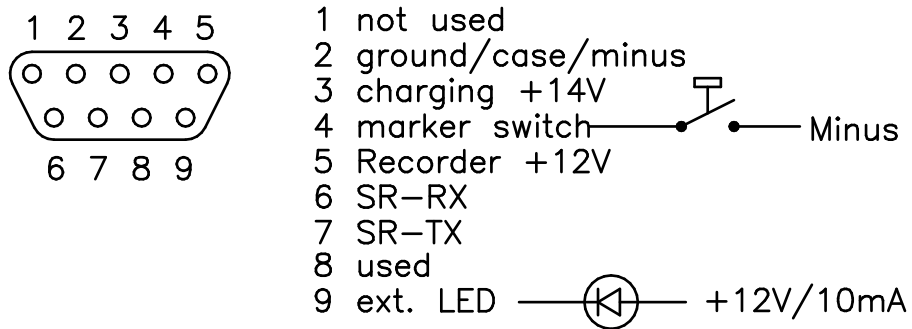 1 2 3 4 5
6 7 8 9
1 not used
2 ground/case/minus
3 charging +14V
4 marker switch Minus
5 Recorder +12V
6 SR-RX
7 SR-TX
8 used
9 ext. LED +12V/10mA